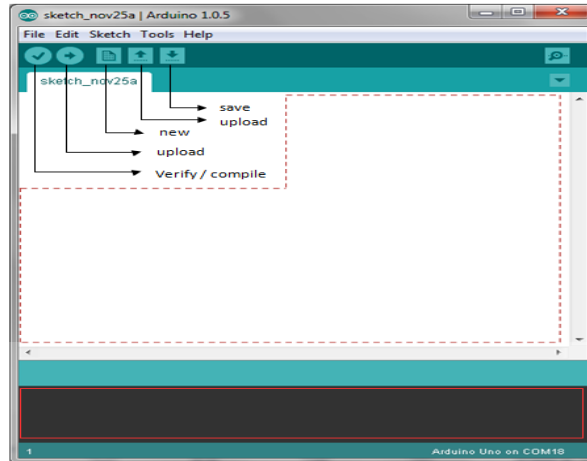 sketch_nov25a | Arduino 1.0.5
File Edit Sketch Tools Help
sketch_nov25a
save
upload
new
upload
Verify / compile
1
Arduino Uno on COM18